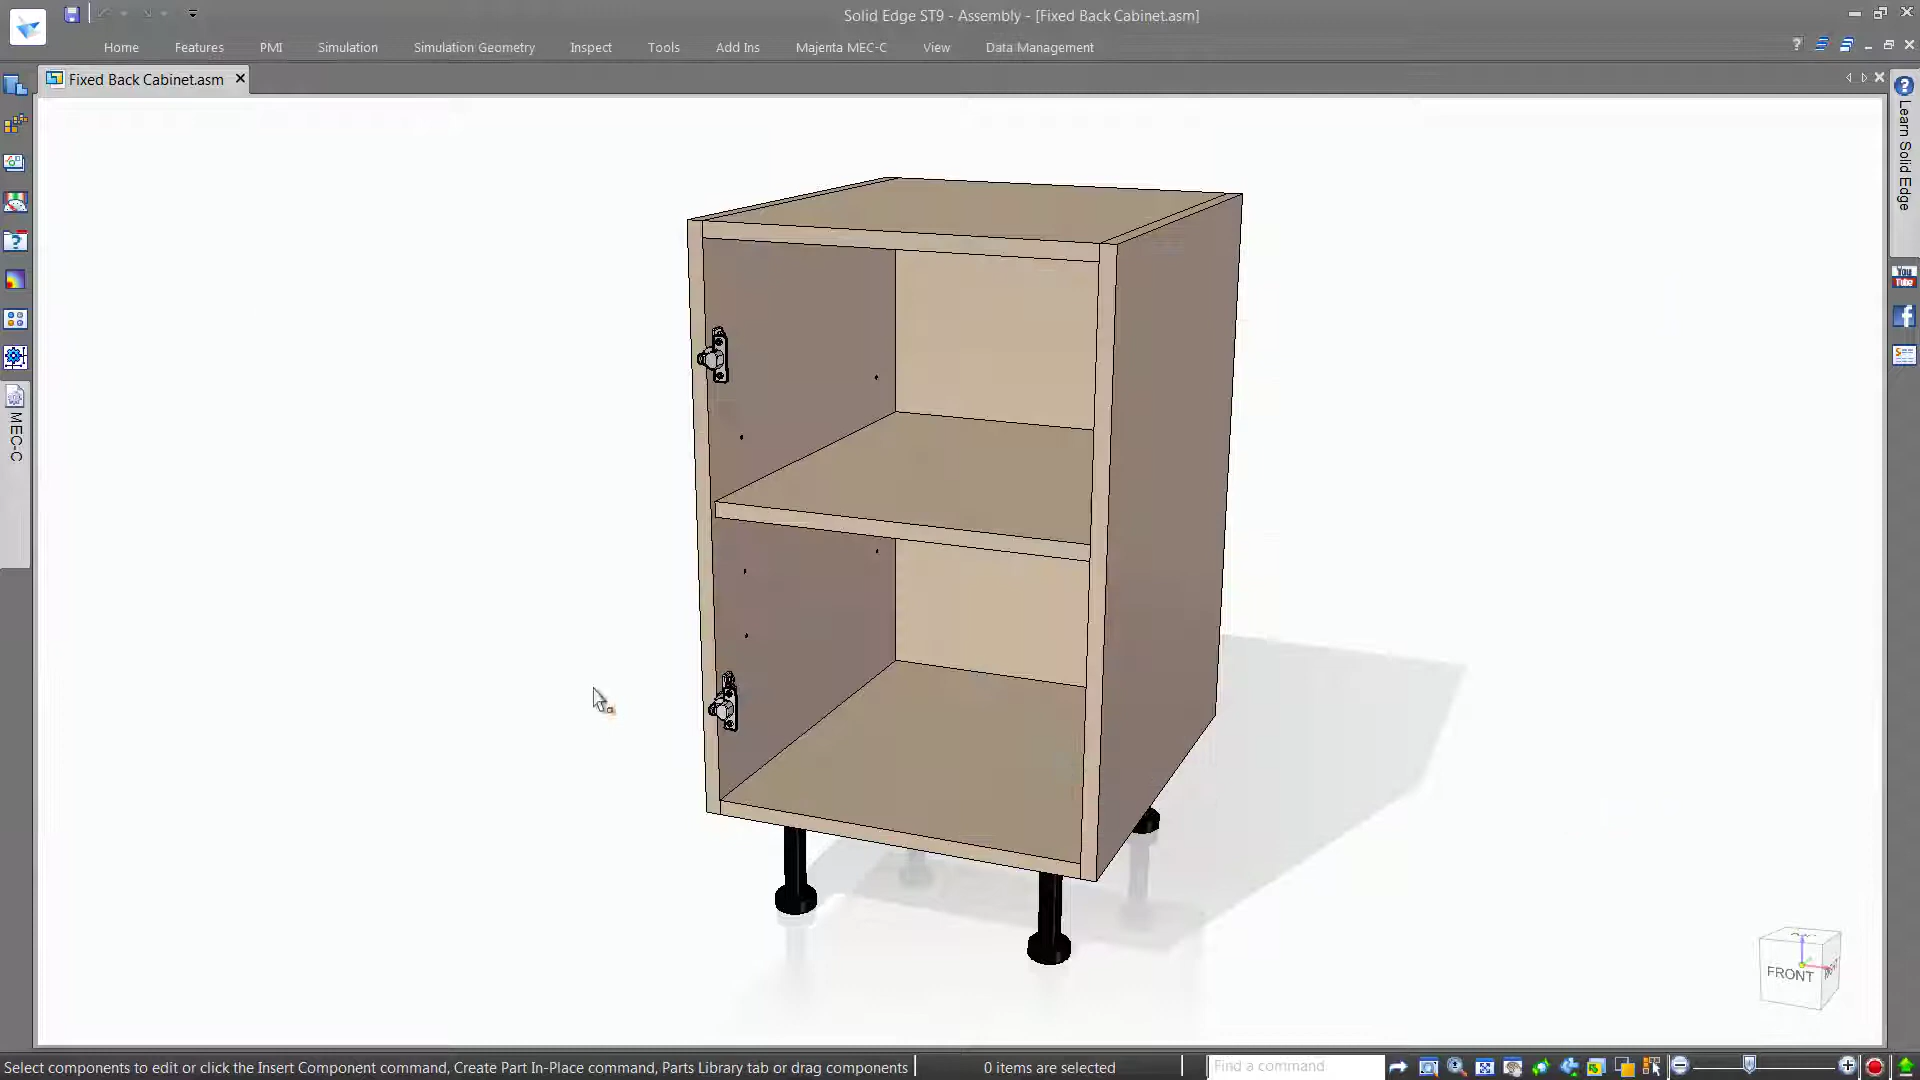 Solid Edge ST9 - Assembly - [Fixed Back Cabinet.asm]
Home Features PMI Simulation Simulation Geometry Inspect Tools Add Ins Majenta MEC-C View Data Management
Fixed Back Cabinet.asm
Learn Solid Edge
You
Tube
MEC-C
FRONT
Select components to edit or click the Insert Component command, Create Part In-Place command, Parts Library tab or drag components
0 items are selected
Find a command